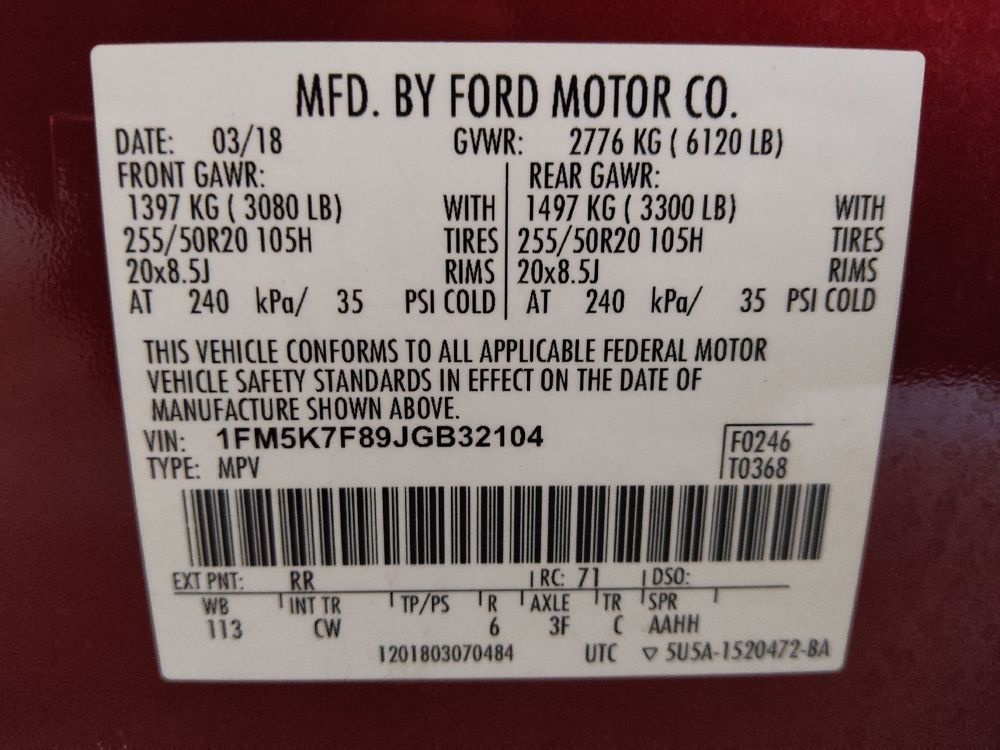 MFD. BY FORD MOTOR CO.
DATE: 03/18 GVWR: 2776 KG ( 6120 LB)
FRONT GAWR: REAR GAWR:
1397 KG ( 3080 LB) WITH 1497 KG ( 3300 LB) WITH
255/50R20 105H TIRES 255/50R20 105H TIRES
20x8.5J RIMS 20x8.5J RIMS
AT 240 kPa/ 35 PSI COLD AT 240 kPa/ 35 PSI COLD
THIS VEHICLE CONFORMS TO ALL APPLICABLE FEDERAL MOTOR
VEHICLE SAFETY STANDARDS IN EFFECT ON THE DATE OF
MANUFACTURE SHOWN ABOVE.
VIN: 1FM5K7F89JGB32104 F0246
TYPE: MPV T0368
EXT PNT: RR RC: 71 DSO:
WB INT TR TP/PS R AXLE TR SPR
113 CW 6 3F C AAHH
1201803070484 UTC ▽ 5U5A-1520472-BA